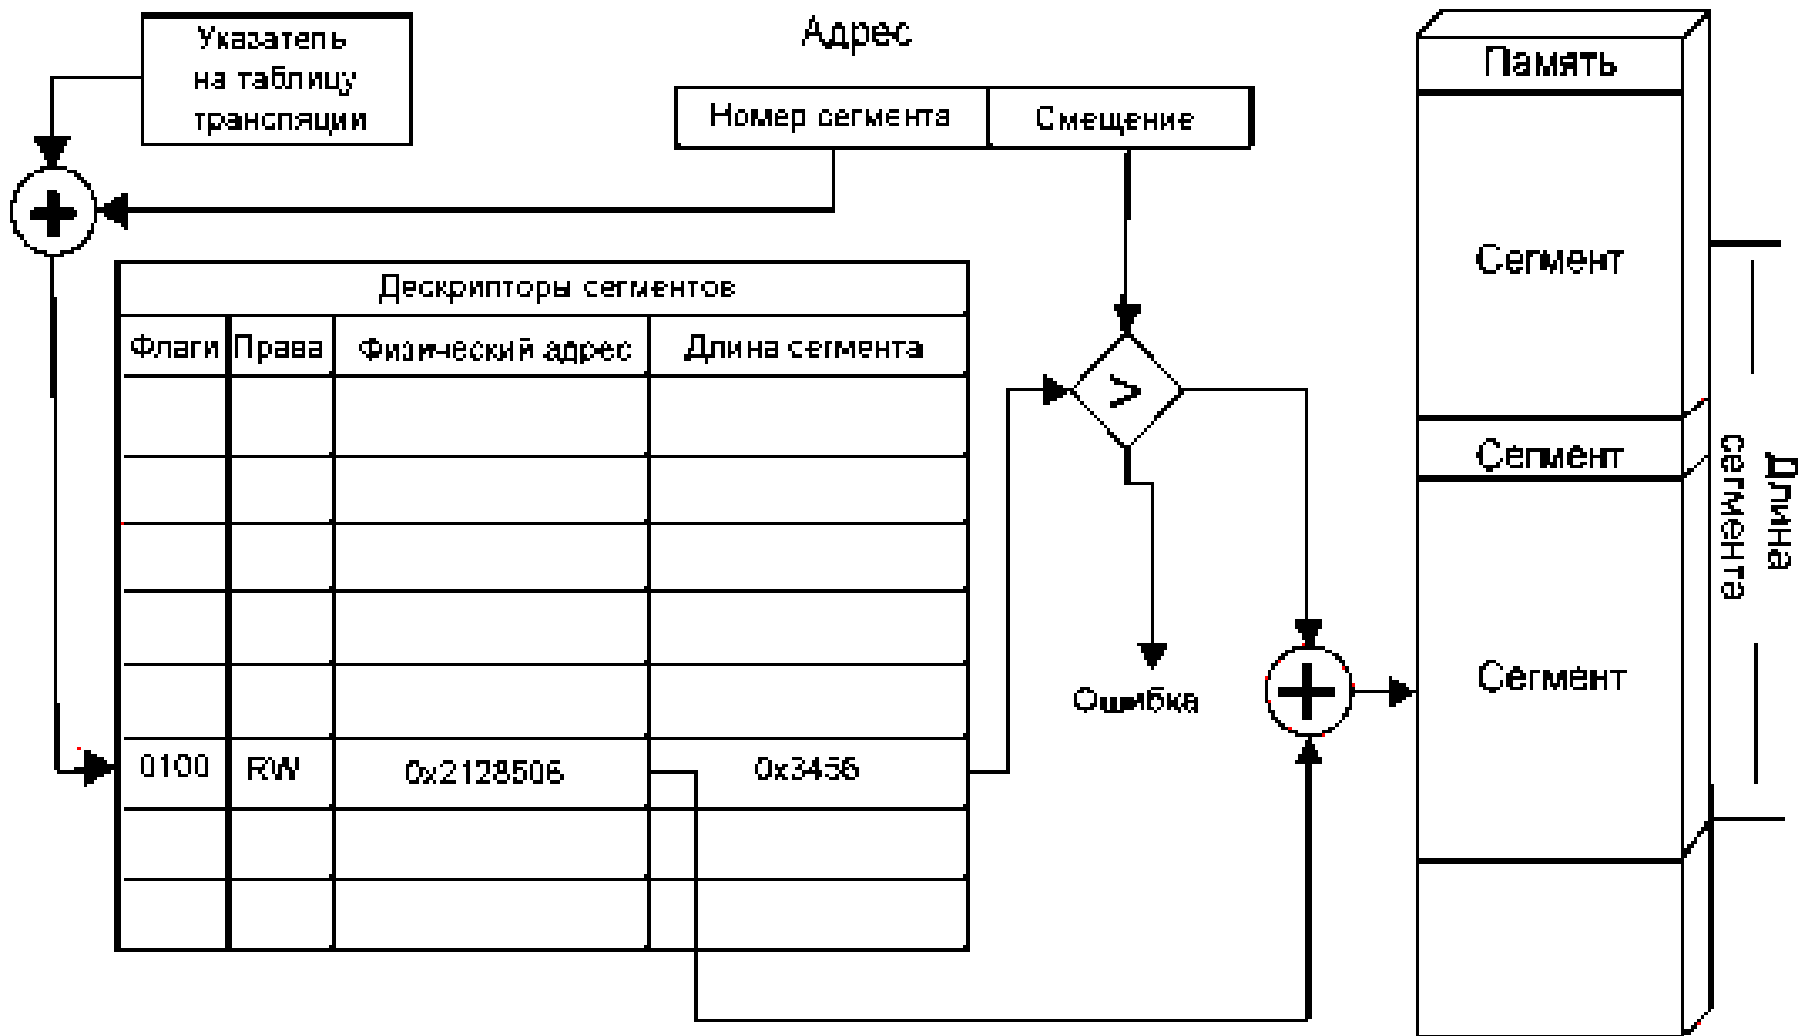 Указатель
на таблицу
трансляции
Адрес
Номер сегмента
Смещение
Память
Сегмент
Сегмент
Сегмент
Длина
сегмента
Дескрипторы сегментов
Флаги
Права
Физический адрес
Длина сегмента
>
Ошибка
+
+
0100
RW
0x2128506
0x3456